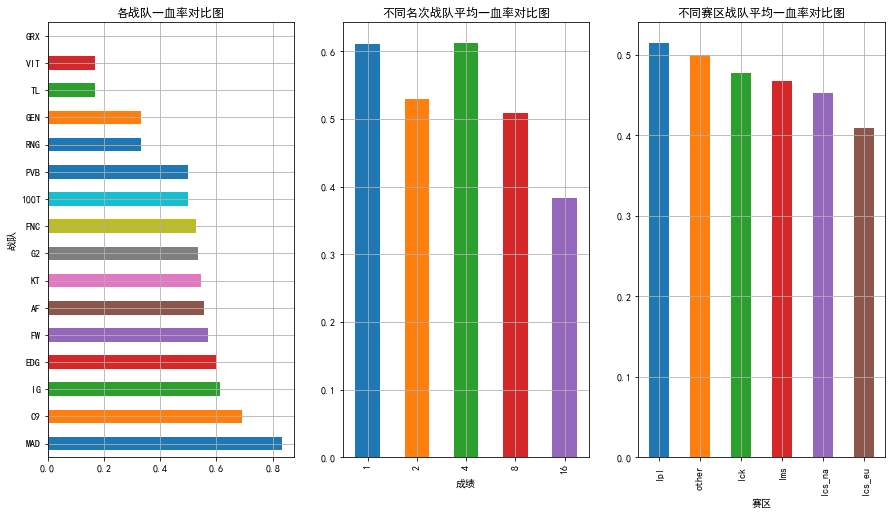 各战队一血率对比图
战队
GRX
VIT
TL
GEN
RNG
PVB
100T
FNC
G2
KT
AF
FW
EDG
IG
C9
MAD
0.0 0.2 0.4 0.6 0.8
不同名次战队平均一血率对比图
0.6
0.5
0.4
0.3
0.2
0.1
0.0
1 2 4 8 16
成绩
不同赛区战队平均一血率对比图
0.5
0.4
0.3
0.2
0.1
0.0
lpl other lck lms lcs_na lcs_eu
赛区